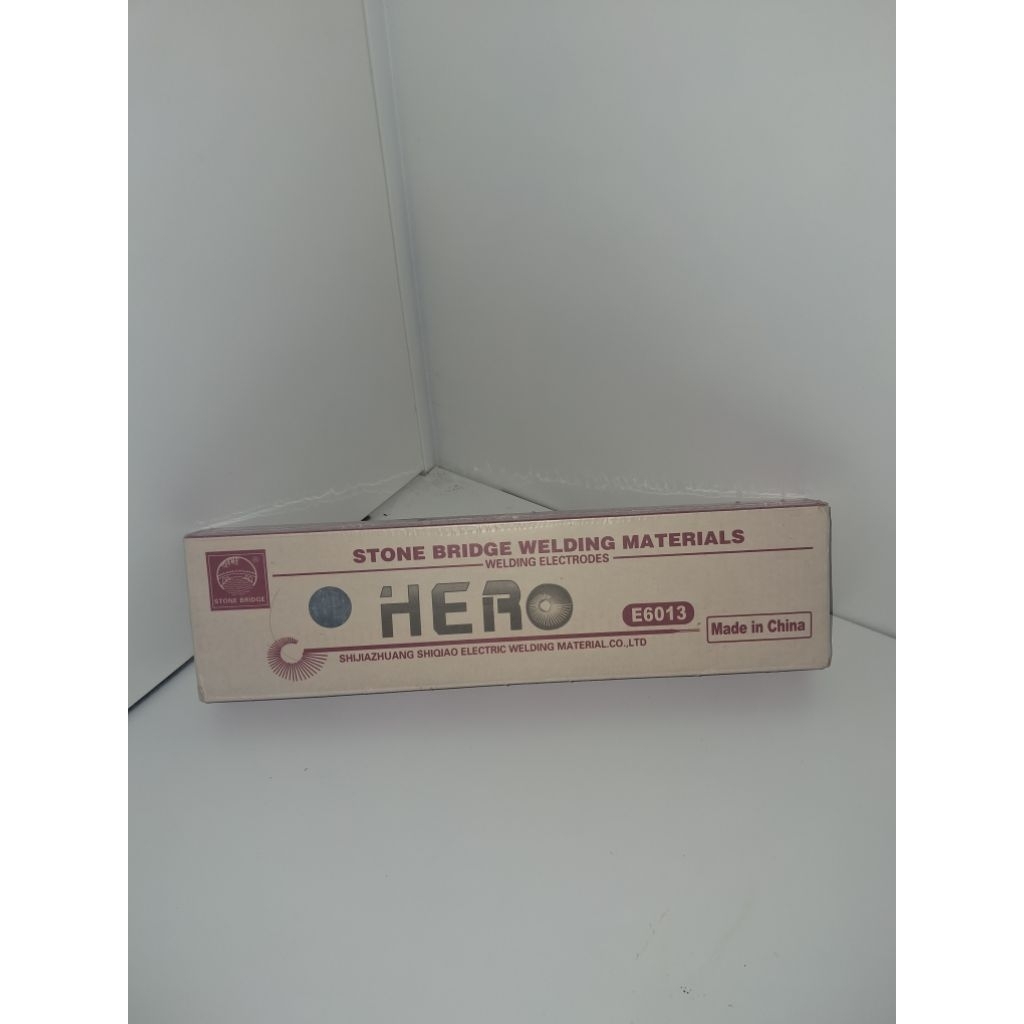 STONE BRIDGE WELDING MATERIALS
WELDING ELECTRODES
STONE BRIDGE
HERO
E6013
Made in China
SHIJIAZHUANG SHIQIAO ELECTRIC WELDING MATERIAL.CO.,LTD